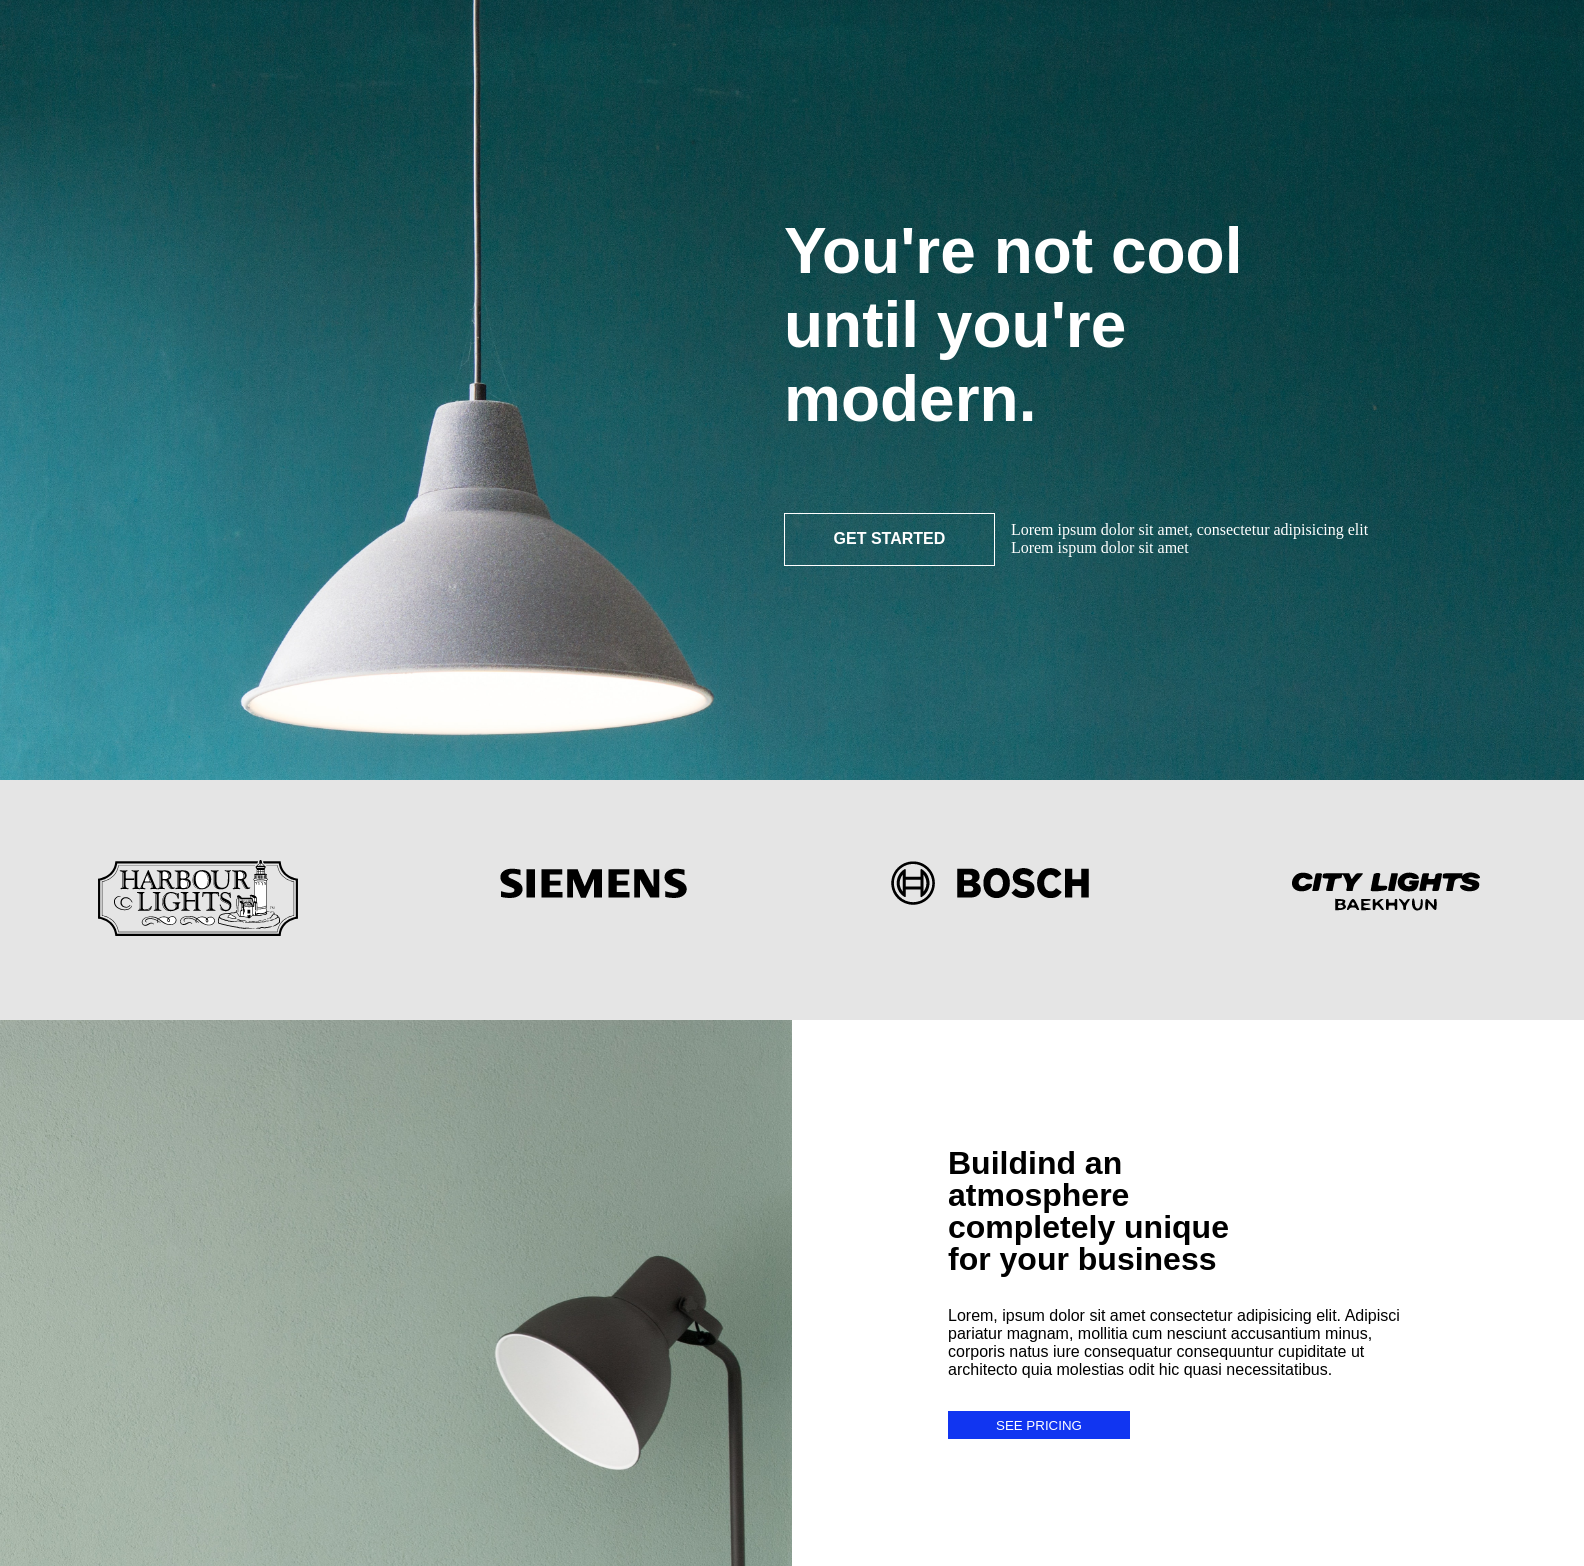 You're not cool
until you're
modern.
GET STARTED
Lorem ipsum dolor sit amet, consectetur adipisicing elit
Lorem ispum dolor sit amet
HARBOUR
LIGHTS
SIEMENS
BOSCH
CITY LIGHTS
BAEKHYUN
Buildind an
atmosphere
completely unique
for your business
Lorem, ipsum dolor sit amet consectetur adipisicing elit. Adipisci
pariatur magnam, mollitia cum nesciunt accusantium minus,
corporis natus iure consequatur consequuntur cupiditate ut
architecto quia molestias odit hic quasi necessitatibus.
SEE PRICING